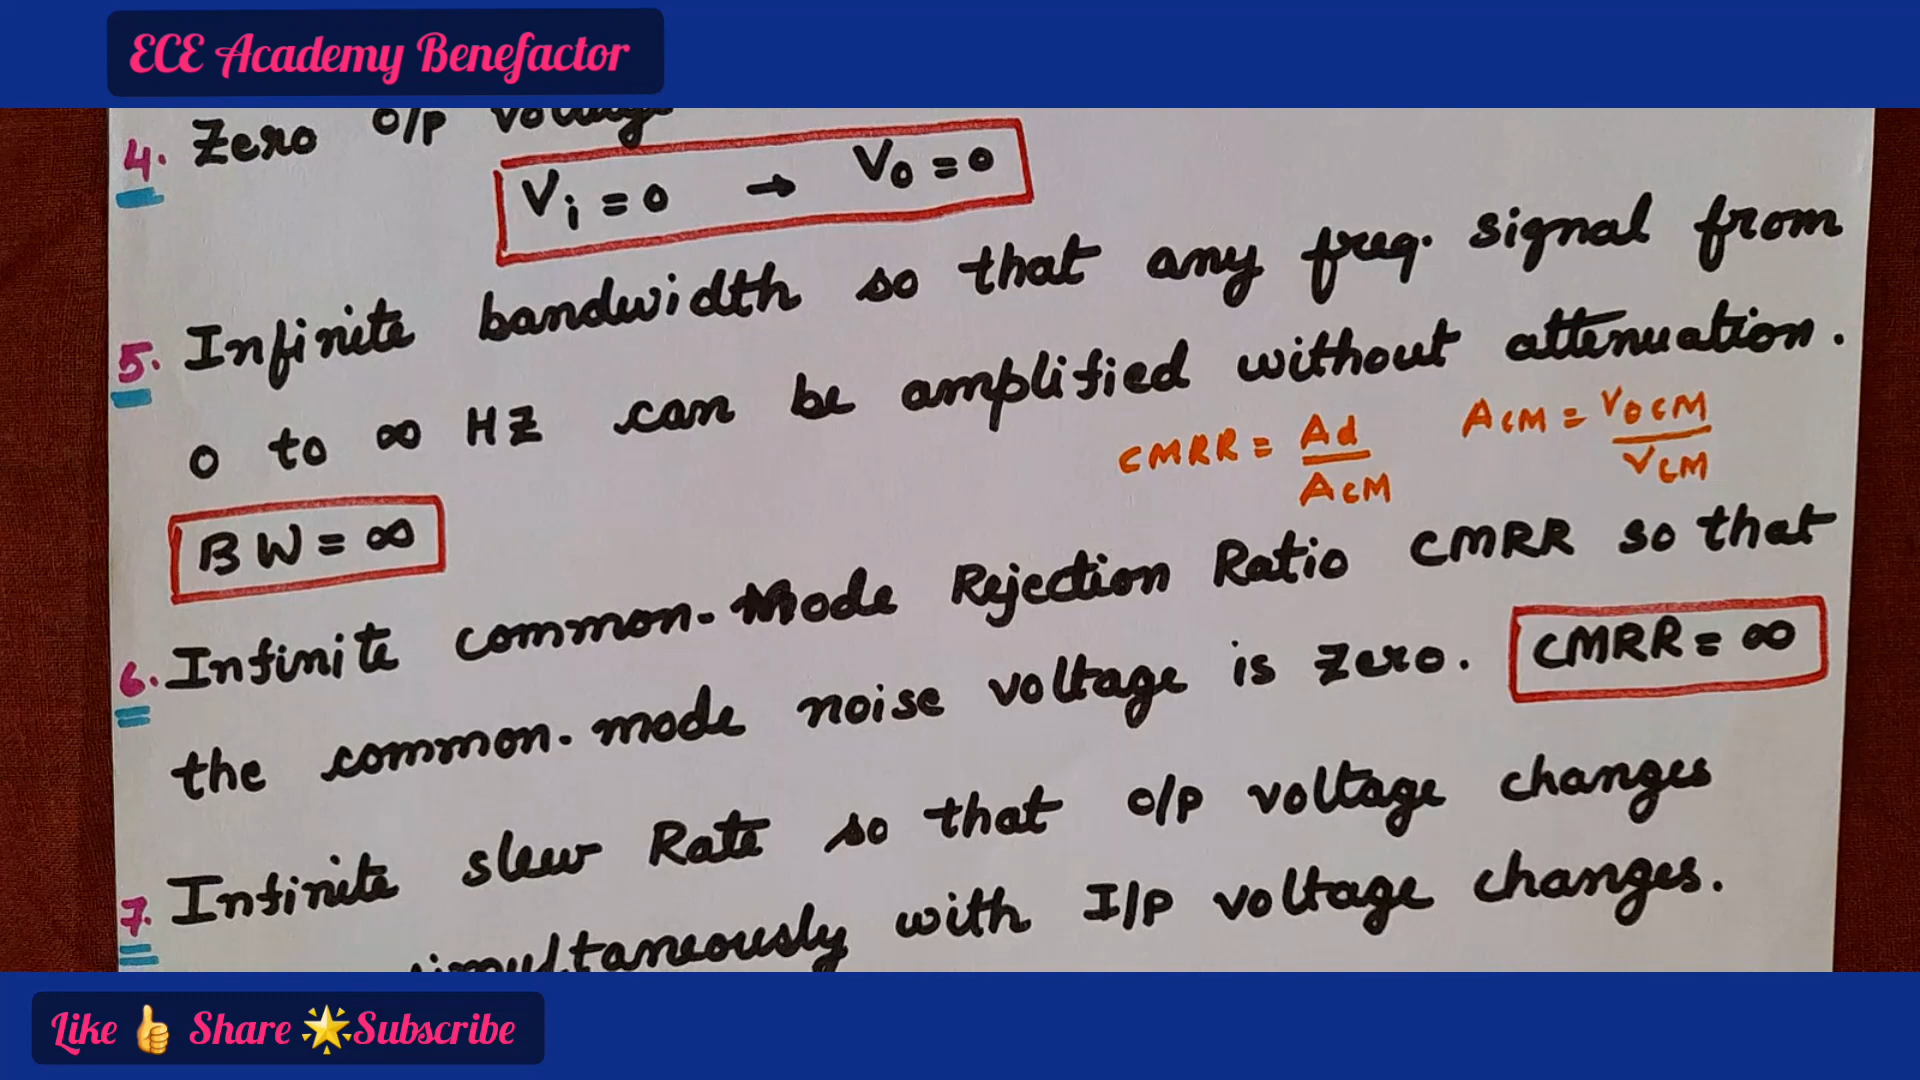 ECE Academy Benefactor
4. Zero o/p voltage
Vi = 0 → Vo = 0
5. Infinite bandwidth so that any freq. signal from
0 to ∞ HZ can be amplified without attenuation.
CMRR = Ad / ACM ACM = VOCM / VCM
BW = ∞
6. Infinite common-Mode Rejection Ratio CMRR so that
the common-mode noise voltage is zero. CMRR = ∞
7. Infinite slew Rate so that o/p voltage changes
simultaneously with I/P voltage changes.
Like 👍 Share 🌟Subscribe